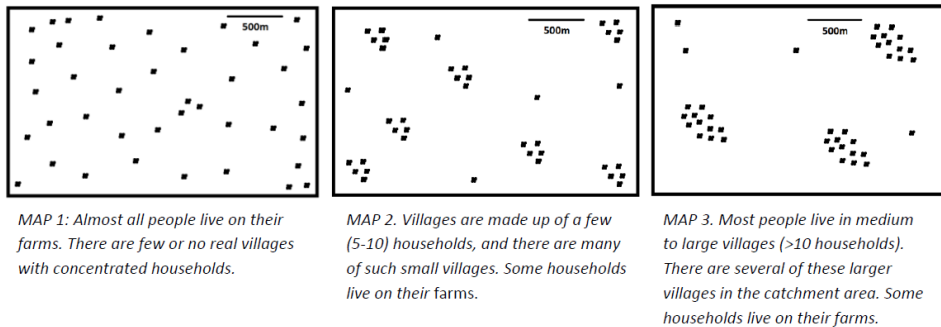 500m
500m
500m
MAP 1: Almost all people live on their
farms. There are few or no real villages
with concentrated households.
MAP 2. Villages are made up of a few
(5-10) households, and there are many
of such small villages. Some households
live on their farms.
MAP 3. Most people live in medium
to large villages (>10 households).
There are several of these larger
villages in the catchment area. Some
households live on their farms.